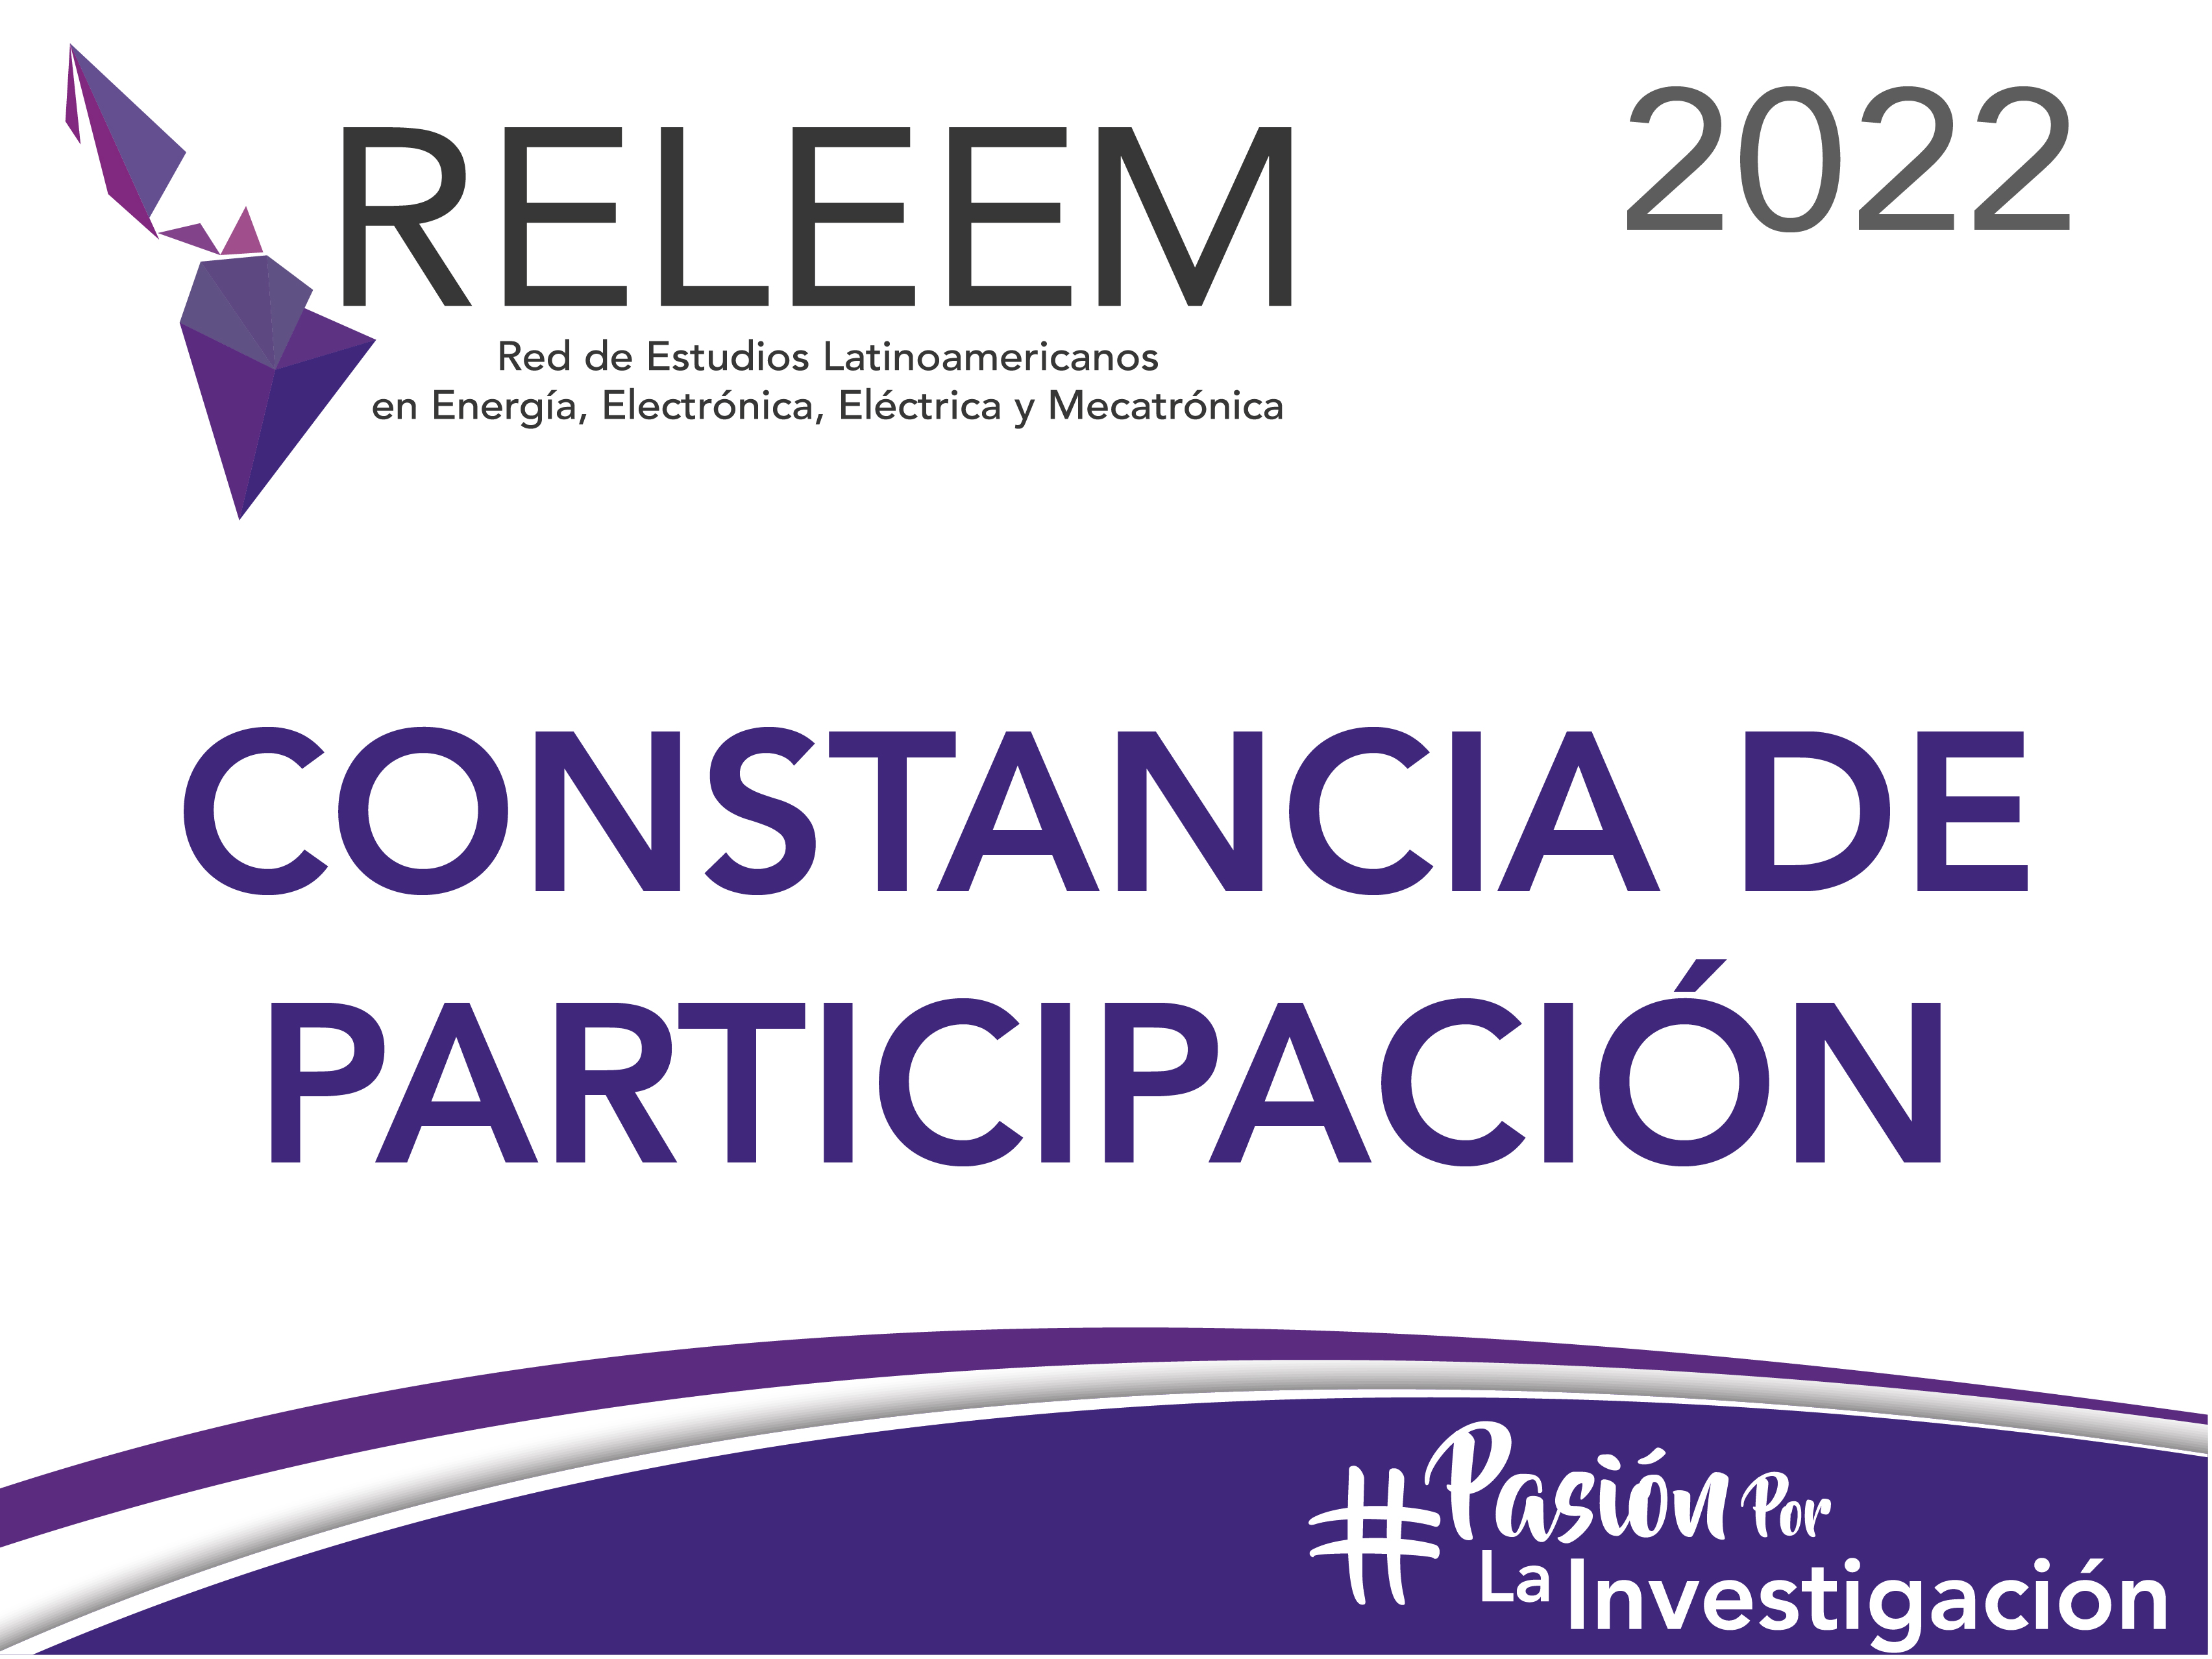 RELEEM
2022
Red de Estudios Latinoamericanos
en Energía, Electrónica, Eléctrica y Mecatrónica
CONSTANCIA DE
PARTICIPACIÓN
#Pasión Por
La Investigación